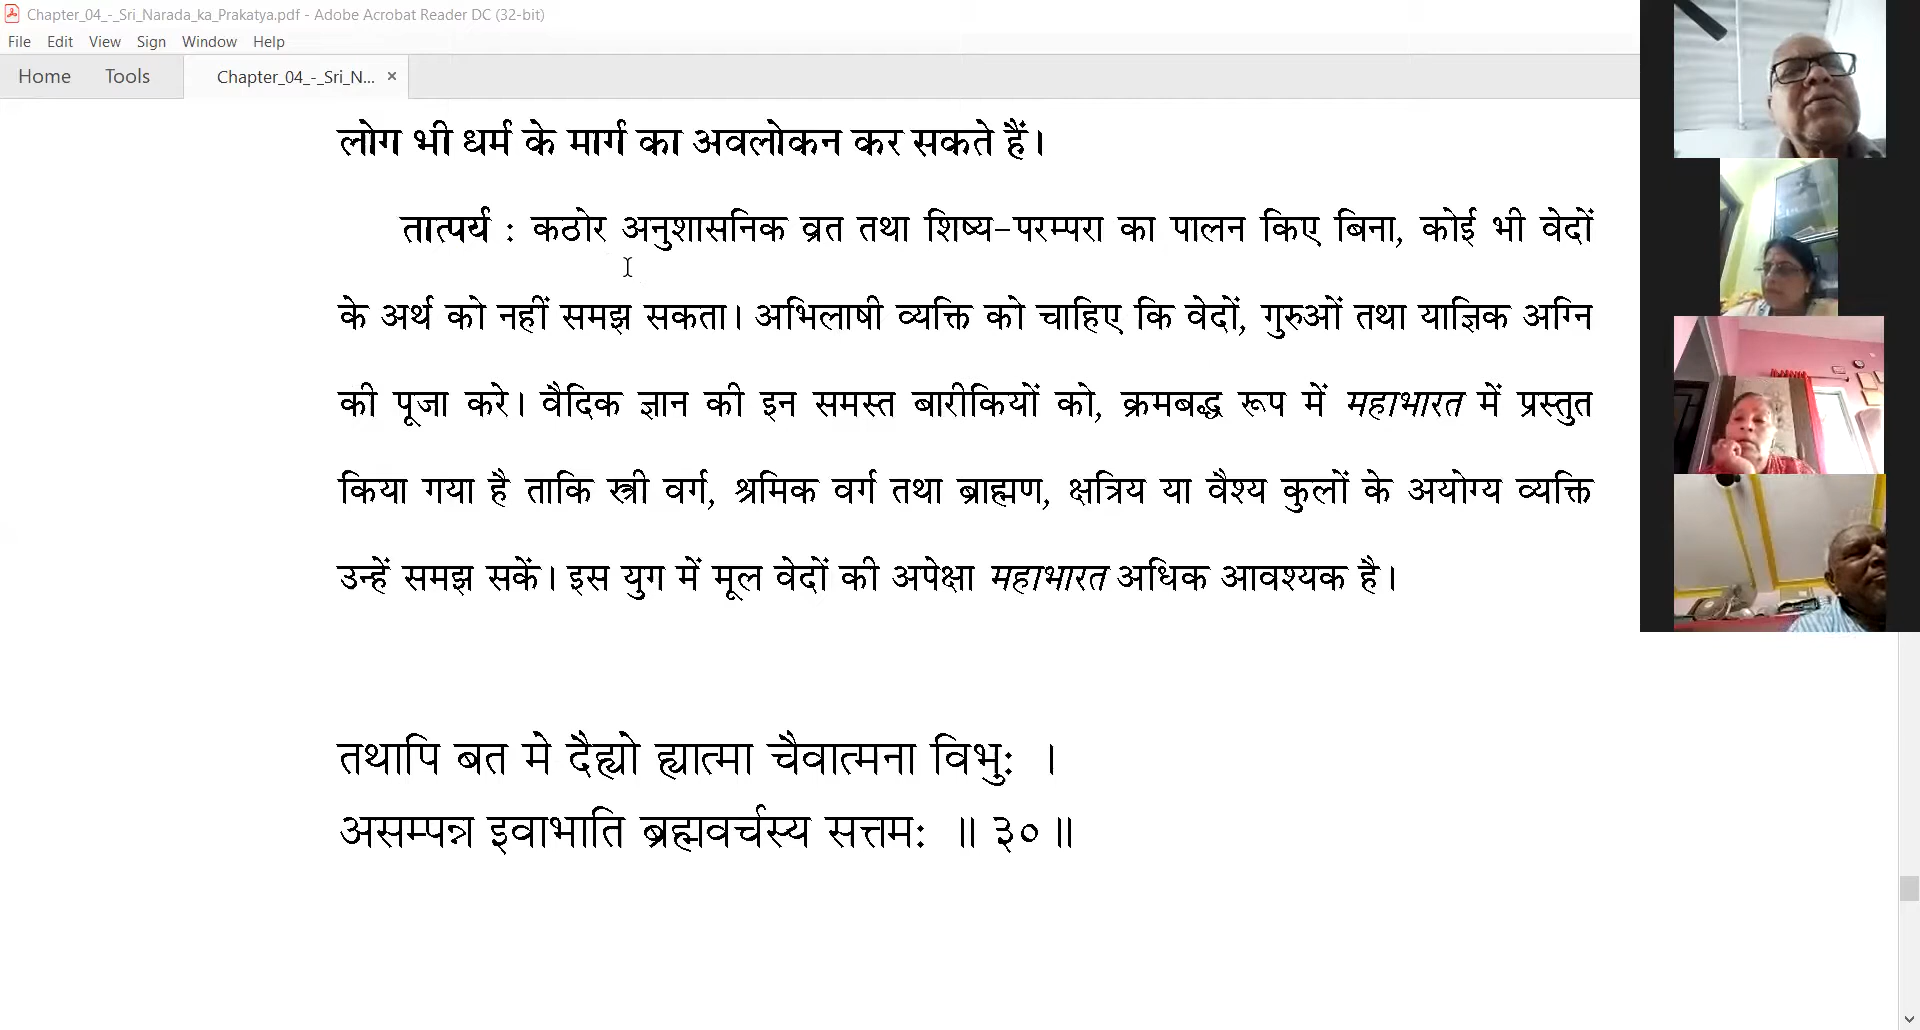 Chapter_04_-_Sri_Narada_ka_Prakatya.pdf - Adobe Acrobat Reader DC (32-bit)
File Edit View Sign Window Help
Home Tools Chapter_04_-_Sri_N... ×
लोग भी धर्म के मार्ग का अवलोकन कर सकते हैं।
तात्पर्य : कठोर अनुशासनिक व्रत तथा शिष्य-परम्परा का पालन किए बिना, कोई भी वेदों
के अर्थ को नहीं समझ सकता। अभिलाषी व्यक्ति को चाहिए कि वेदों, गुरुओं तथा याज्ञिक अग्नि
की पूजा करे। वैदिक ज्ञान की इन समस्त बारीकियों को, क्रमबद्ध रूप में महाभारत में प्रस्तुत
किया गया है ताकि स्त्री वर्ग, श्रमिक वर्ग तथा ब्राह्मण, क्षत्रिय या वैश्य कुलों के अयोग्य व्यक्ति
उन्हें समझ सकें। इस युग में मूल वेदों की अपेक्षा महाभारत अधिक आवश्यक है।
तथापि बत मे दैह्यो ह्यात्मा चैवात्मना विभुः ।
असम्पन्न इवाभाति ब्रह्मवर्चस्य सत्तमः ॥ ३० ॥